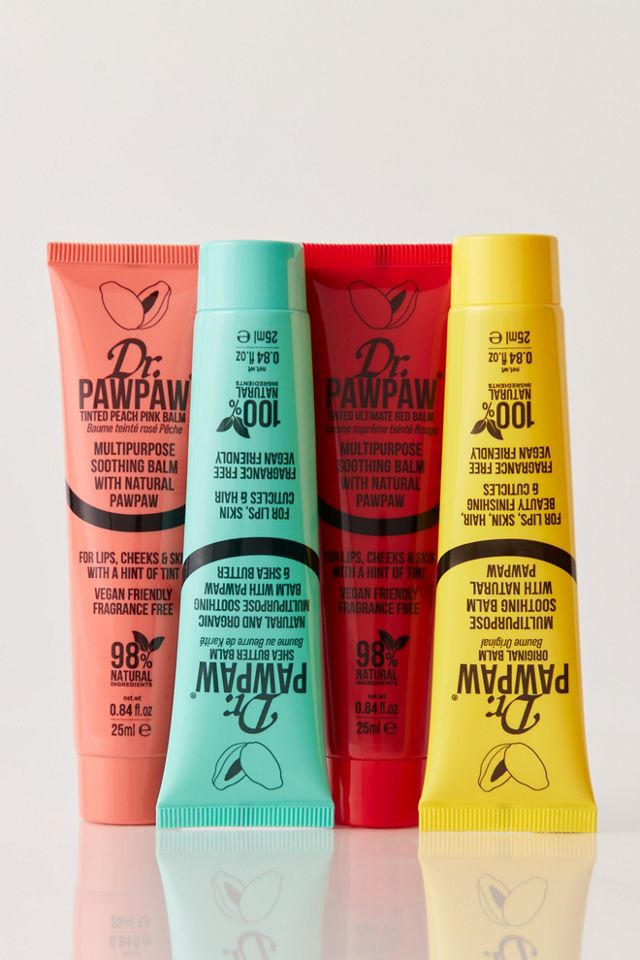 Dr.
PAWPAW®
TINTED PEACH PINK BALM
Baume teinté rosé Pêche
MULTIPURPOSE
SOOTHING BALM
WITH NATURAL
PAWPAW
FOR LIPS, CHEEKS & SKIN
WITH A HINT OF TINT
VEGAN FRIENDLY
FRAGRANCE FREE
98%
NATURAL
INGREDIENTS
net.wt
0.84 fl.oz
25ml ℮
Dr.
PAWPAW®
SHEA BUTTER BALM
Baume au Beurre de Karité
NATURAL AND ORGANIC
MULTIPURPOSE SOOTHING
BALM WITH PAWPAW
& SHEA BUTTER
FOR LIPS, SKIN
CUTICLES & HAIR
FRAGRANCE FREE
VEGAN FRIENDLY
100%
NATURAL
INGREDIENTS
net.wt
0.84 fl.oz
25ml ℮
Dr.
PAWPAW®
TINTED ULTIMATE RED BALM
Baume suprême teinté Rouge
MULTIPURPOSE
SOOTHING BALM
WITH NATURAL
PAWPAW
FOR LIPS, CHEEKS & SKIN
WITH A HINT OF TINT
VEGAN FRIENDLY
FRAGRANCE FREE
98%
NATURAL
INGREDIENTS
net.wt
0.84 fl.oz
25ml ℮
Dr.
PAWPAW®
ORIGINAL BALM
Baume Original
MULTIPURPOSE
SOOTHING BALM
WITH NATURAL
PAWPAW
FOR LIPS, SKIN, HAIR,
BEAUTY FINISHING
& CUTICLES
FRAGRANCE FREE
VEGAN FRIENDLY
100%
NATURAL
INGREDIENTS
net.wt
0.84 fl.oz
25ml ℮